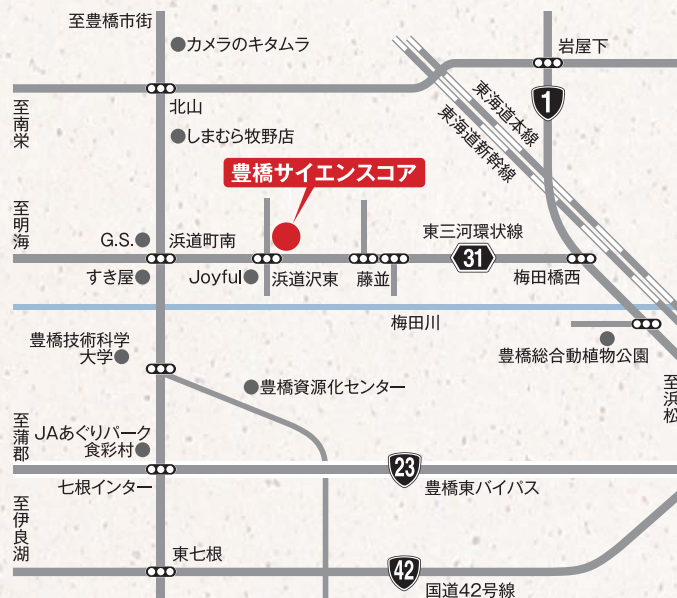 至豊橋市街
カメラのキタムラ
岩屋下
1
至南栄
北山
しまむら牧野店
東海道本線
東海道新幹線
豊橋サイエンスコア
至明海
G.S.
浜道町南
東三河環状線
31
すき屋
Joyful
浜道沢東
藤並
梅田橋西
梅田川
豊橋技術科学
大学
豊橋総合動植物公園
至浜松
豊橋資源化センター
至蒲郡
JAあぐりパーク
食彩村
23
七根インター
豊橋東バイパス
至伊良湖
東七根
42
国道42号線